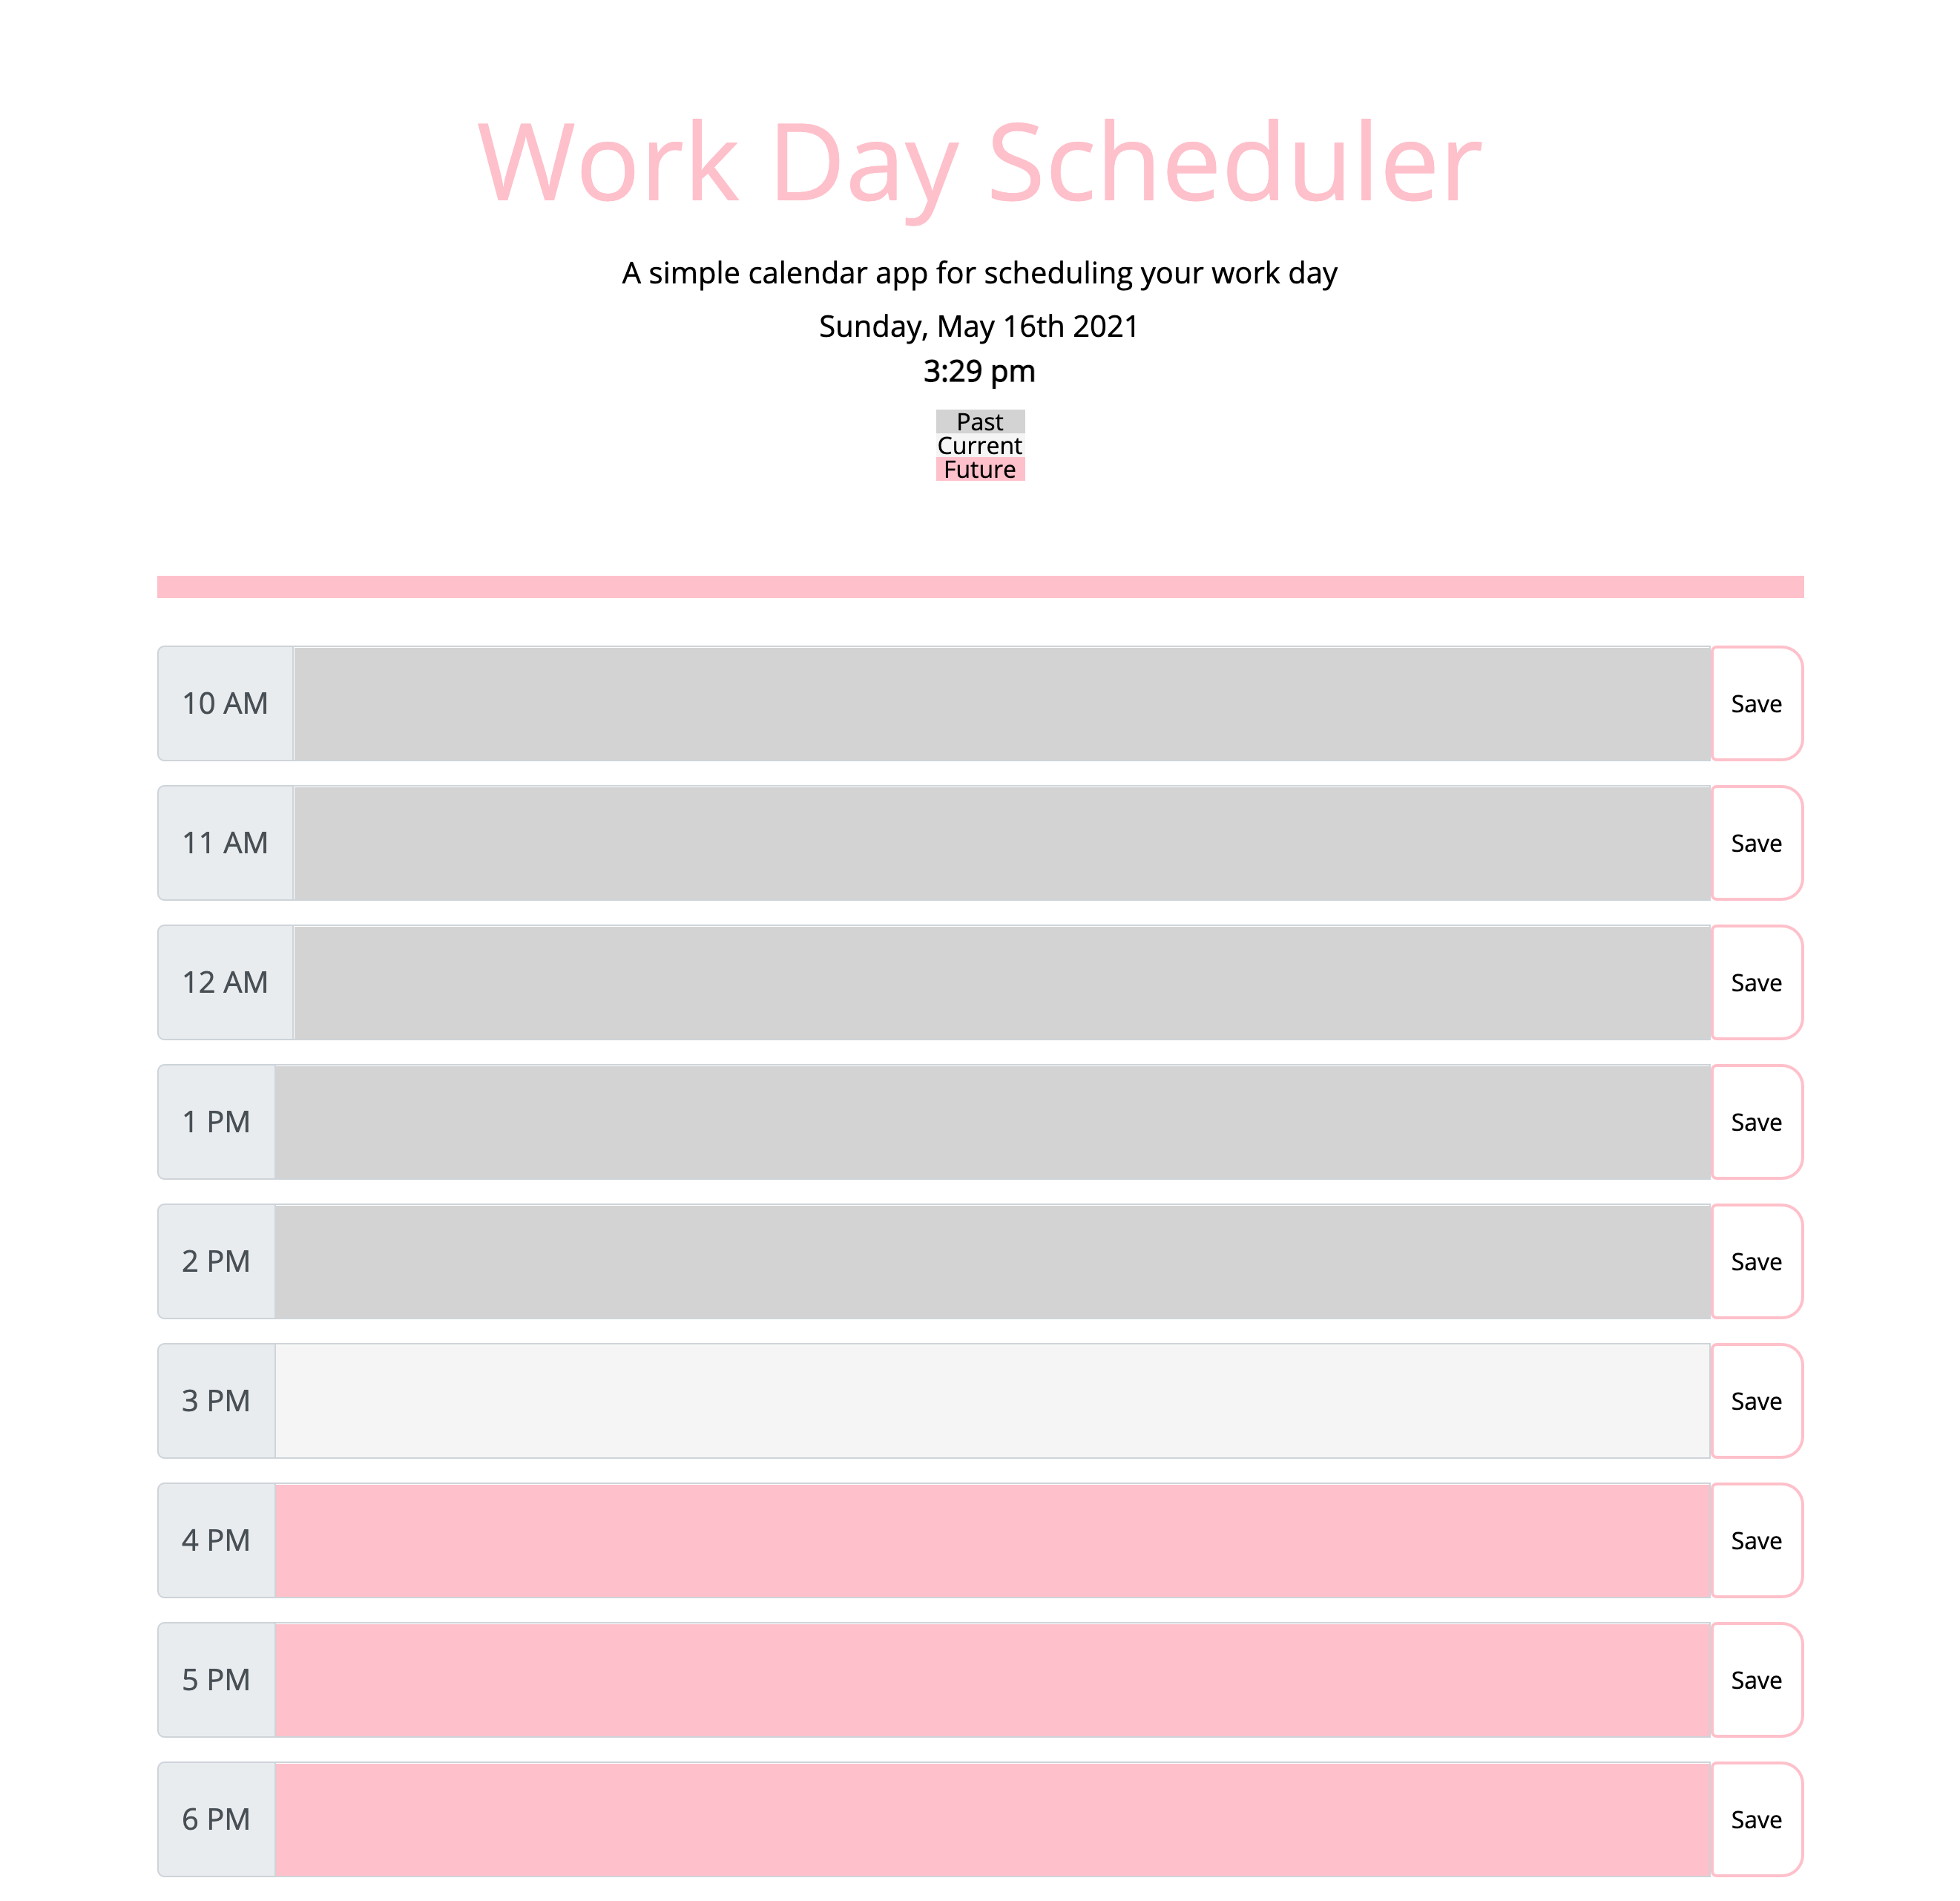 Work Day Scheduler
A simple calendar app for scheduling your work day
Sunday, May 16th 2021
3:29 pm
Past
Current
Future
10 AM Save
11 AM Save
12 AM Save
1 PM Save
2 PM Save
3 PM Save
4 PM Save
5 PM Save
6 PM Save